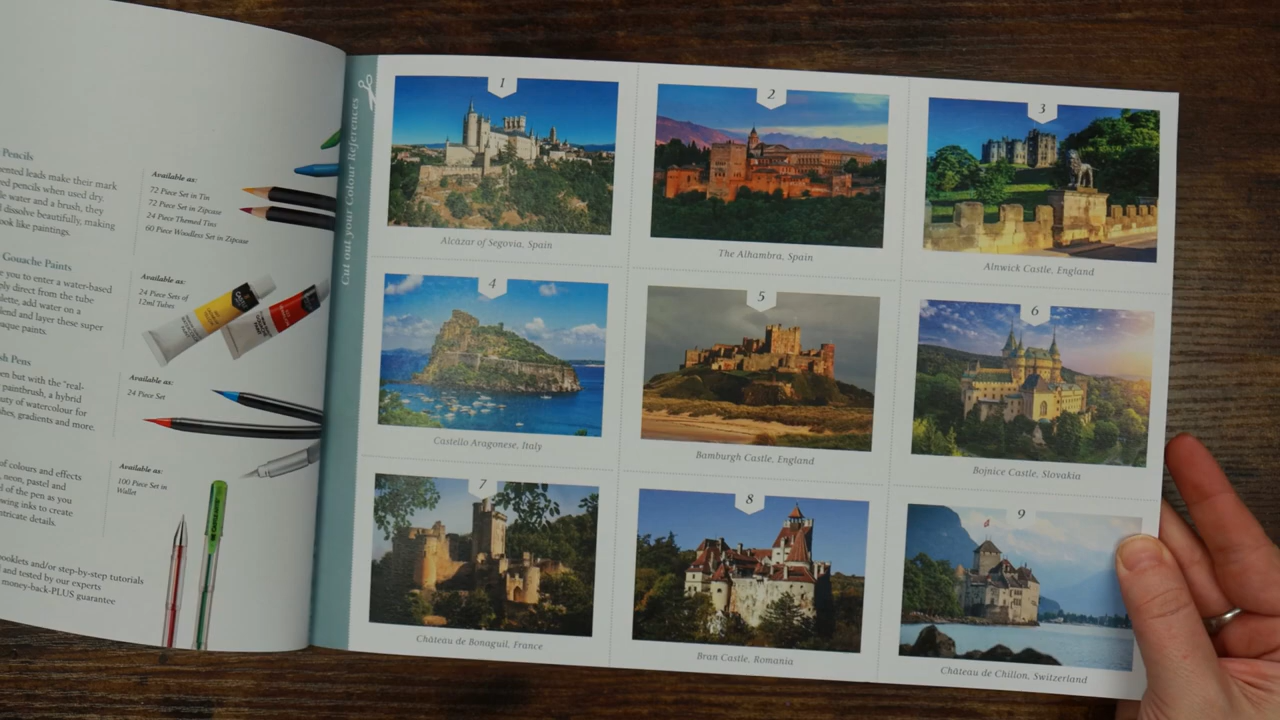 Pencils
ented leads make their mark
ed pencils when used dry.
le water and a brush, they
d dissolve beautifully, making
ook like paintings.
Available as:
72 Piece Set in Tin
72 Piece Set in Zipcase
24 Piece Themed Tins
60 Piece Woodless Set in Zipcase
Gouache Paints
e you to enter a water-based
ply direct from the tube
lette, add water on a
lend and layer these super
aque paints.
Available as:
24 Piece Sets of
12ml Tubes
sh Pens
en but with the "real-
paintbrush, a hybrid
uty of watercolour for
shes, gradients and more.
Available as:
24 Set
of colours and effects
, neon, pastel and
el of the pen as you
owing inks to create
ntricate details.
Available as:
100 Piece Set in
Wallet
ooklets and/or step-by-step tutorials
d and tested by our experts
money-back-PLUS guarantee
Cut out your Colour References
1
Alcázar of Segovia, Spain
2
The Alhambra, Spain
3
Alnwick Castle, England
4
Castello Aragonese, Italy
5
Bamburgh Castle, England
6
Bojnice Castle, Slovakia
7
Château de Bonaguil, France
8
Bran Castle, Romania
9
Château de Chillon, Switzerland